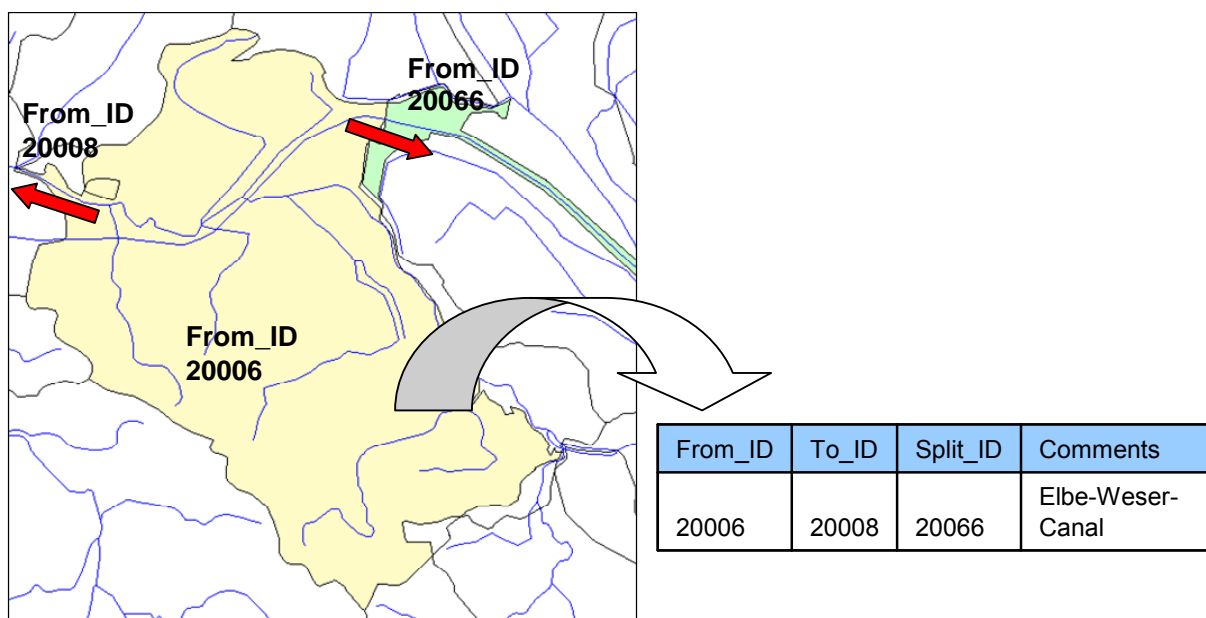 From_ID
20066
From_ID
20008
From_ID
20006
From_ID To_ID Split_ID Comments
20006 20008 20066 Elbe-Weser-
Canal